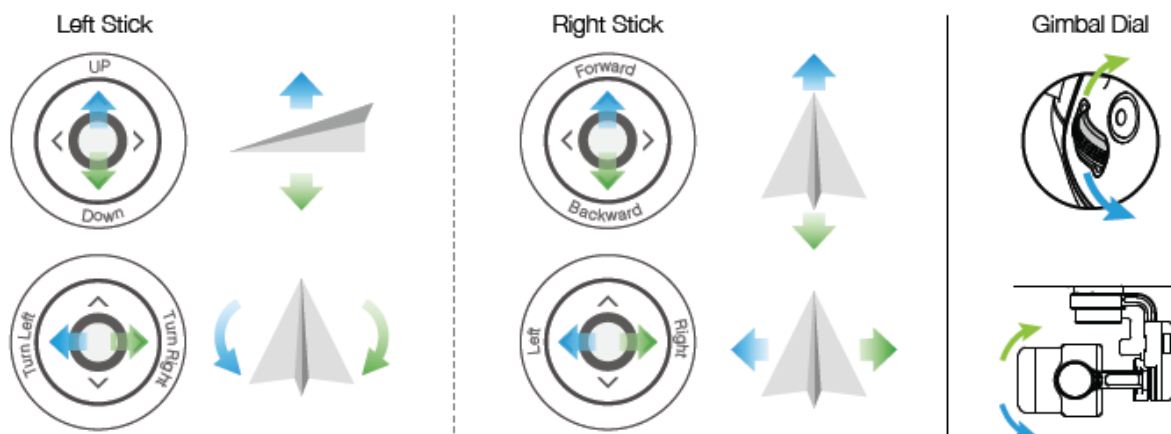 Left Stick
UP
Down
Turn Left
Turn Right
Right Stick
Forward
Backward
Left
Right
Gimbal Dial